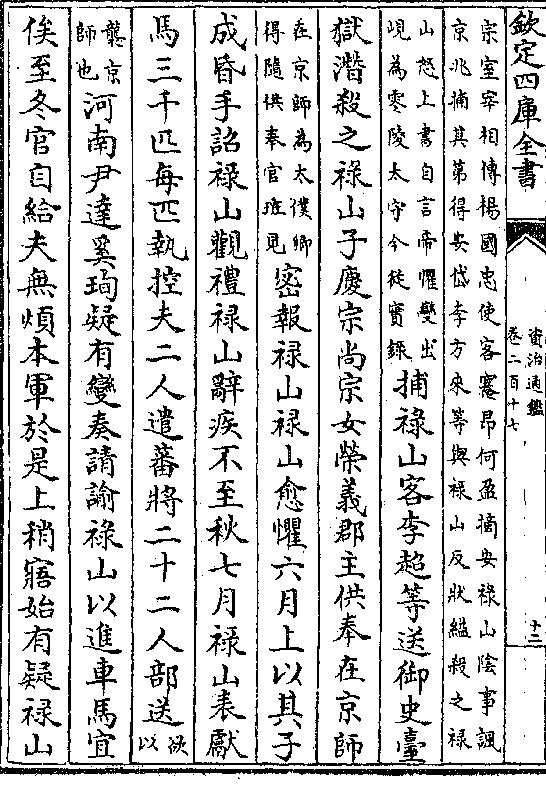 欽定四庫全書
資治通鑑
卷二百十七
十二
宗室宰相傳楊國忠使客蹇昂何盈擿安祿山陰事諷
京兆捕其第得安岱李方來等與祿山反狀縊殺之祿
山怒上書自言帝懼變出
峴為零陵太守今從實錄
捕祿山客李超等送御史臺
獄潛殺之祿山子慶宗尚宗女榮義郡主供奉在京師
在京師為太僕卿
得隨供奉官班見
密報祿山祿山愈懼六月上以其子
成昏手詔祿山觀禮祿山辭疾不至秋七月祿山表獻
馬三千匹每匹執控夫二人遣蕃將二十二人部送
欲以
襲京師也
河南尹達奚珣疑有變奏請諭祿山以進車馬宜
俟至冬官自給夫無煩本軍於是上稍寤始有疑祿山